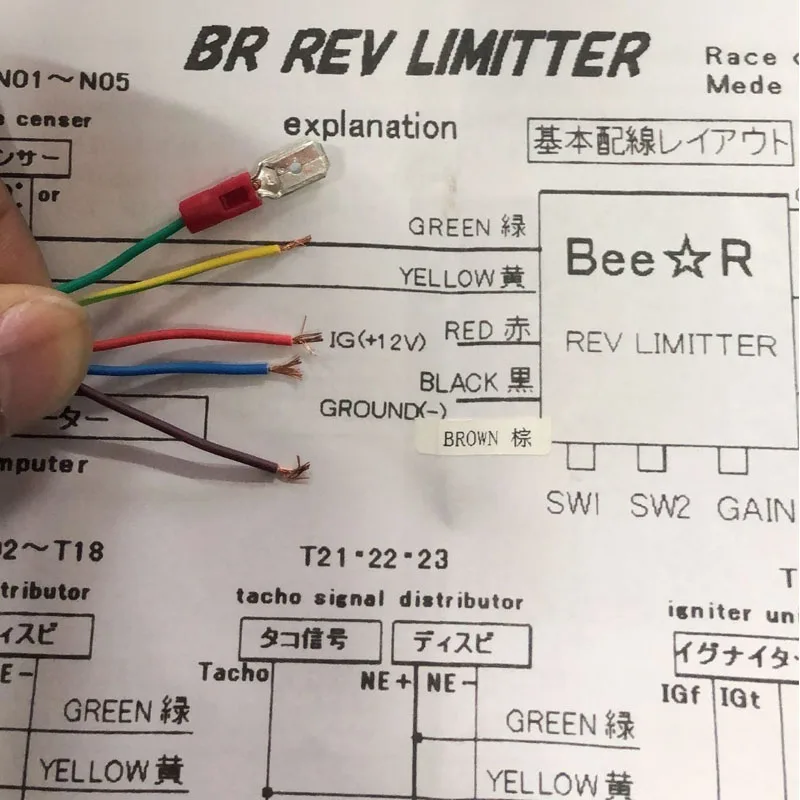 BR REV LIMITTER
Race
Mede
N01～N05
censer
explanation
基本配線レイアウト
ンサー
or
GREEN 緑
Bee☆R
YELLOW 黄
IG(+12V) RED 赤
REV LIMITTER
BLACK 黒
GROUND(-)
BROWN 棕
ーター
mputer
SW1 SW2 GAIN
02～T18
T21・22・23
T
tributor
tacho signal distributor
igniter uni
ィスピ
タコ信号
ディスピ
イグナイター
E-
Tacho
NE+ NE-
IGf IGt
GREEN 緑
GREEN 緑
YELLOW 黄
YELLOW 黄